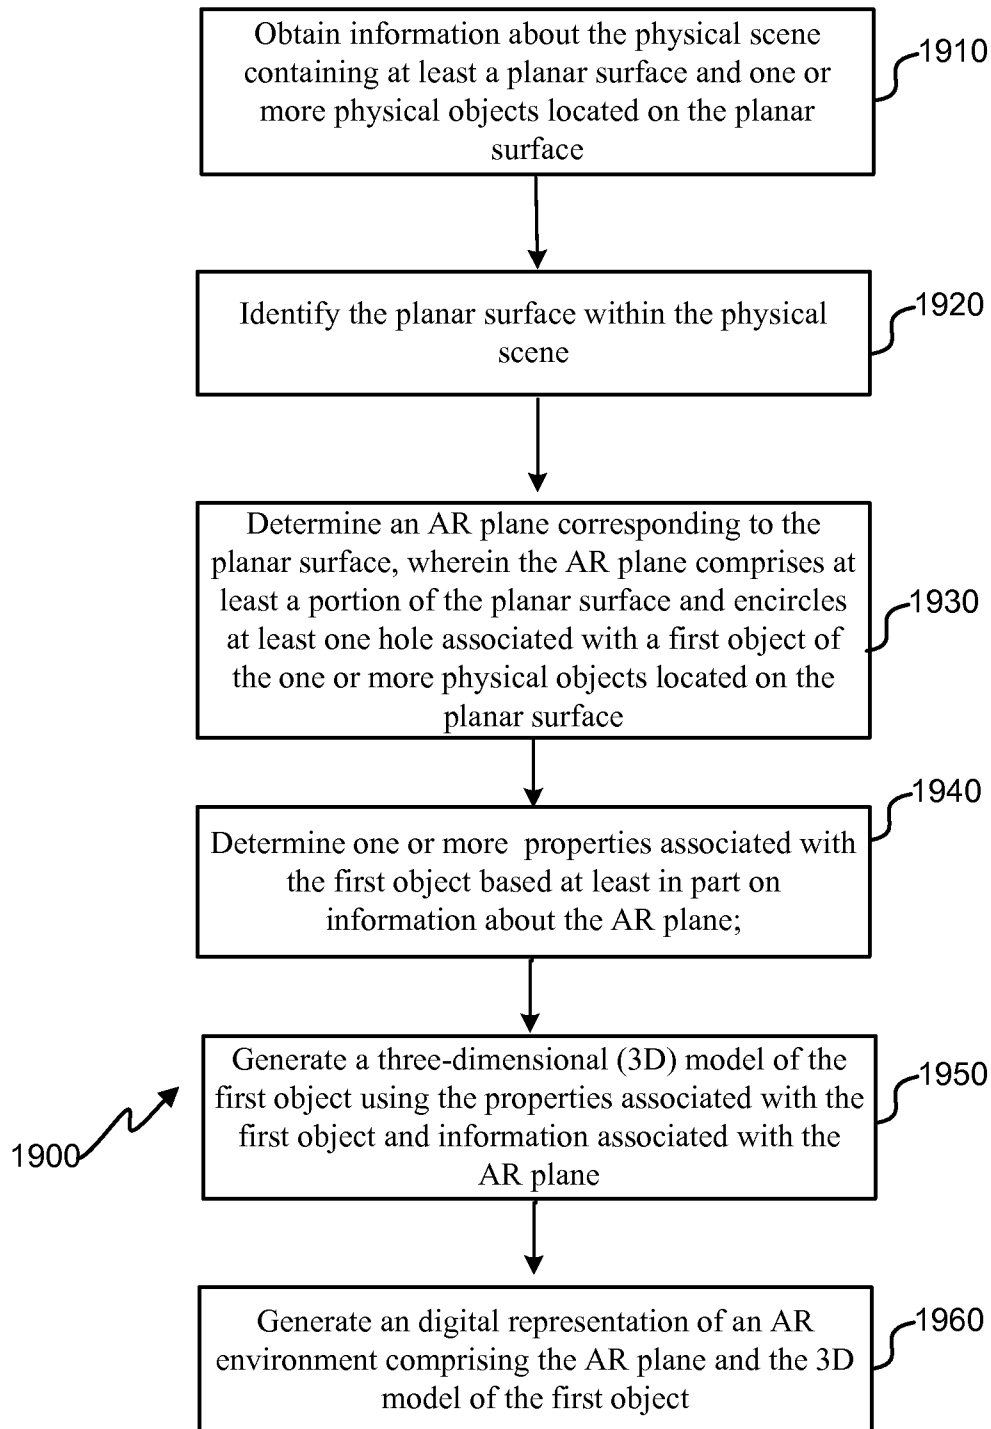 Obtain information about the physical scene
containing at least a planar surface and one or
more physical objects located on the planar
surface
1910
Identify the planar surface within the physical
scene
1920
Determine an AR plane corresponding to the
planar surface, wherein the AR plane comprises at
least a portion of the planar surface and encircles
at least one hole associated with a first object of
the one or more physical objects located on the
planar surface
1930
Determine one or more properties associated with
the first object based at least in part on
information about the AR plane;
1940
Generate a three-dimensional (3D) model of the
first object using the properties associated with the
first object and information associated with the
AR plane
1950
1900
Generate an digital representation of an AR
environment comprising the AR plane and the 3D
model of the first object
1960